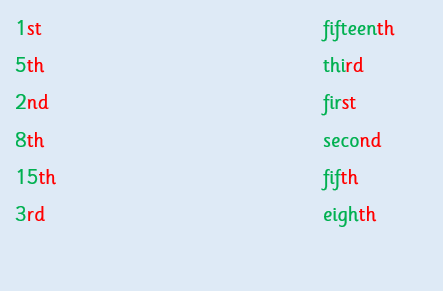 1st fifteenth
5th third
2nd first
8th second
15th fifth
3rd eighth